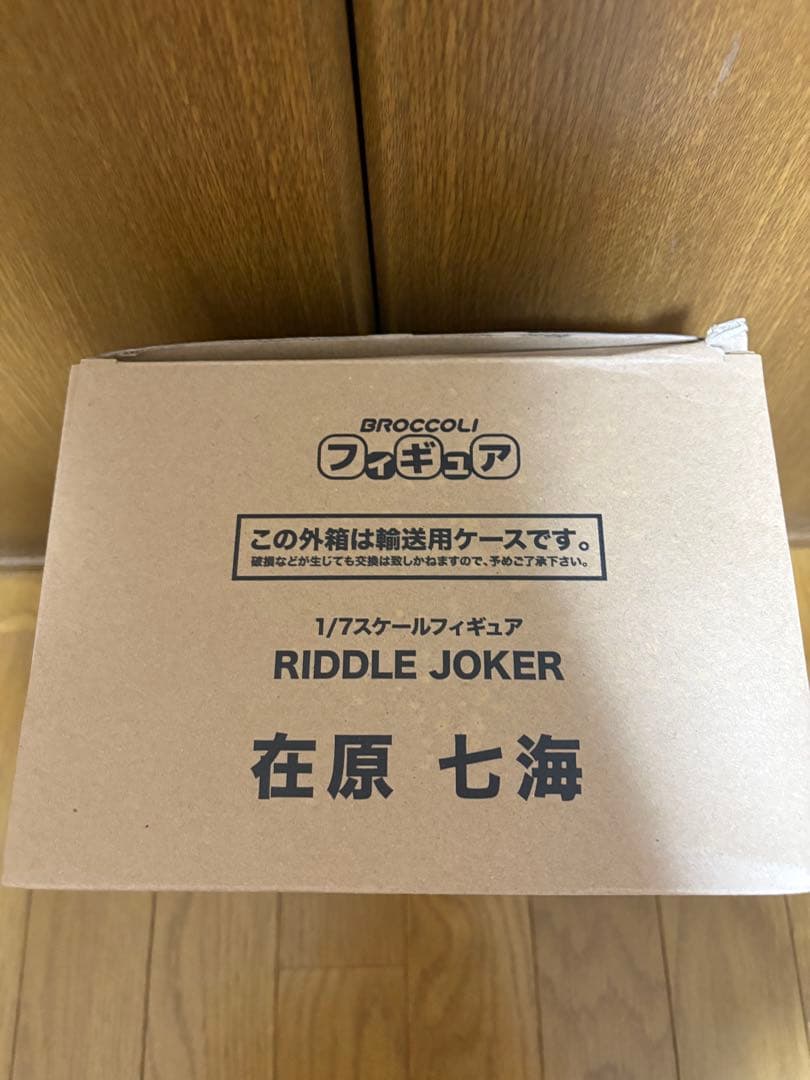 BROCCOLI
フィギュア
この外箱は輸送用ケースです。
破損などが生じても交換は致しかねますので、予めご了承下さい。
1/7スケールフィギュア
RIDDLE JOKER
在原 七海